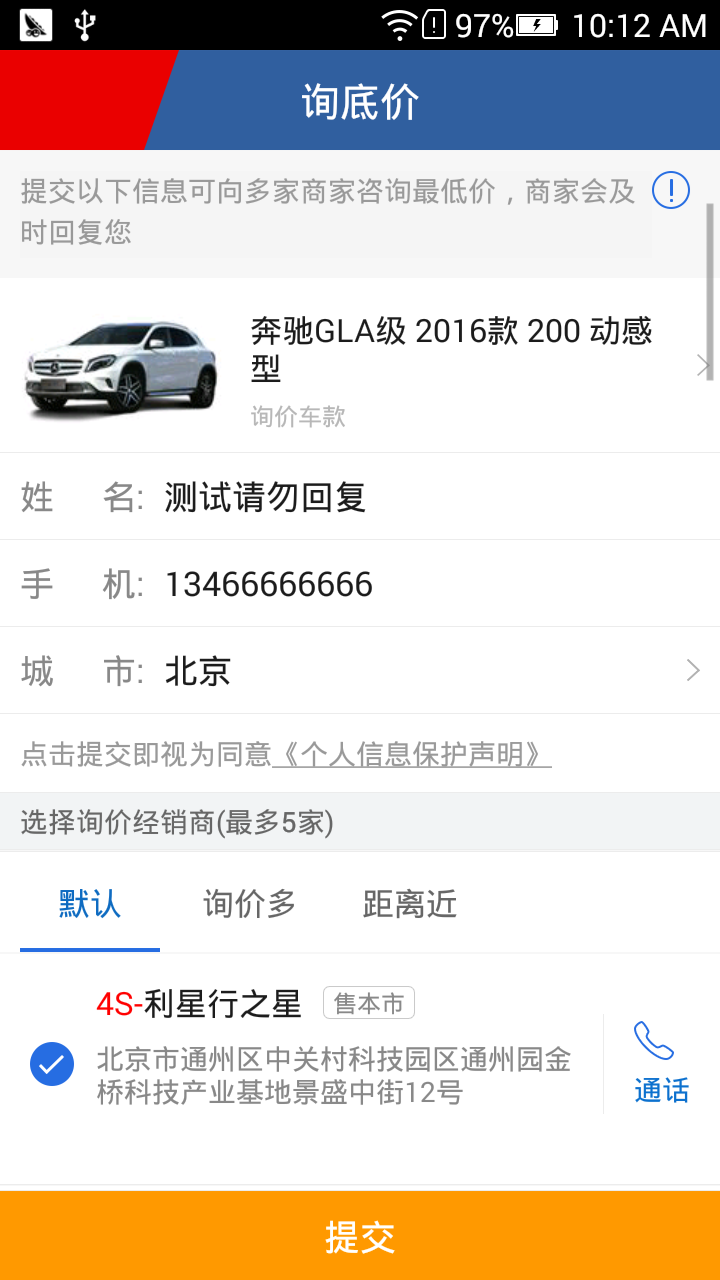 97% 10:12 AM
询底价
提交以下信息可向多家商家咨询最低价，商家会及
时回复您
奔驰GLA级 2016款 200 动感
型
询价车款
姓 名: 测试请勿回复
手 机: 13466666666
城 市: 北京
点击提交即视为同意《个人信息保护声明》
选择询价经销商(最多5家)
默认 询价多 距离近
4S-利星行之星 售本市
北京市通州区中关村科技园区通州园金
桥科技产业基地景盛中街12号
通话
提交